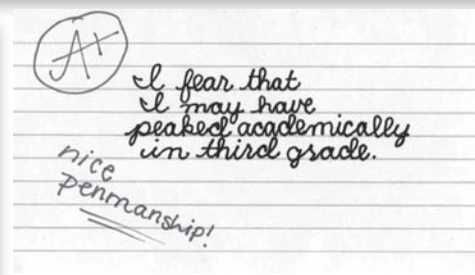 A+
I fear that
I may have
peaked academically
in third grade.
nice
penmanship!